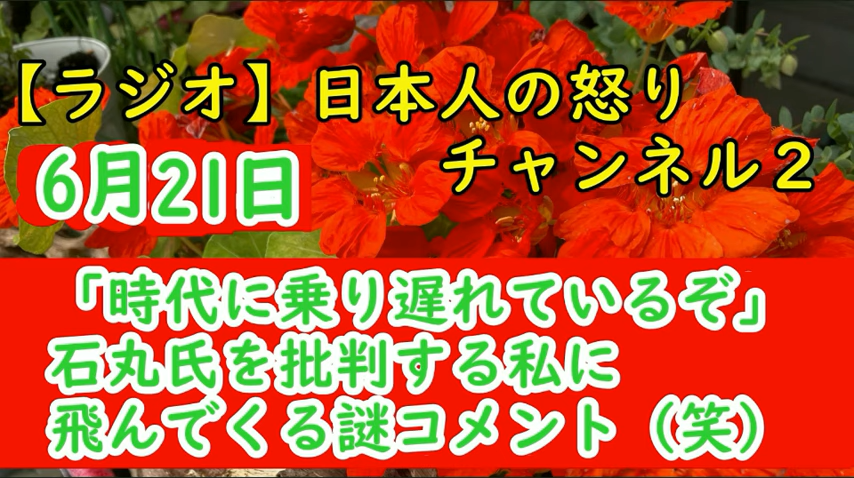 【ラジオ】日本人の怒り
チャンネル２
6月21日
「時代に乗り遅れているぞ」
石丸氏を批判する私に
飛んでくる謎コメント（笑）